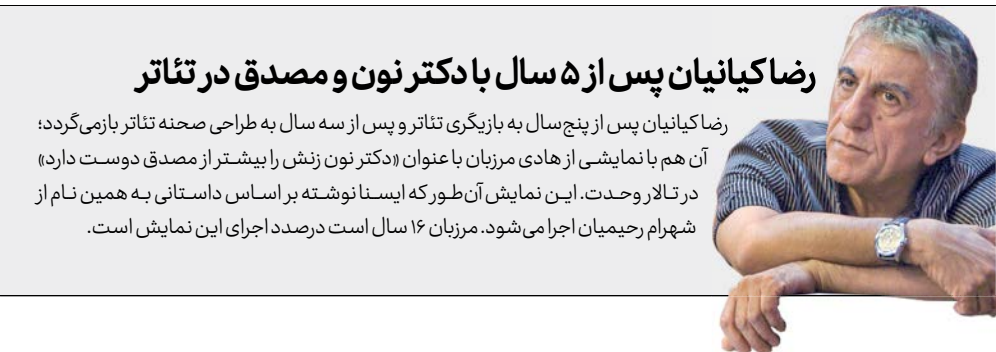 رضا کیانیان پس از ۵ سال با دکتر نون و مصدق در تئاتر
رضا کیانیان پس از پنج‌سال به بازیگری تئاتر و پس از سه سال به طراحی صحنه تئاتر بازمی‌گردد؛
آن هم با نمایشی از هادی مرزبان با عنوان «دکتر نون زنش را بیشتر از مصدق دوست دارد»
در تالار وحدت. این نمایش آن‌طور که ایسنا نوشته بر اساس داستانی به همین نام از
شهرام رحیمیان اجرا می‌شود. مرزبان ۱۶ سال است درصدد اجرای این نمایش است.